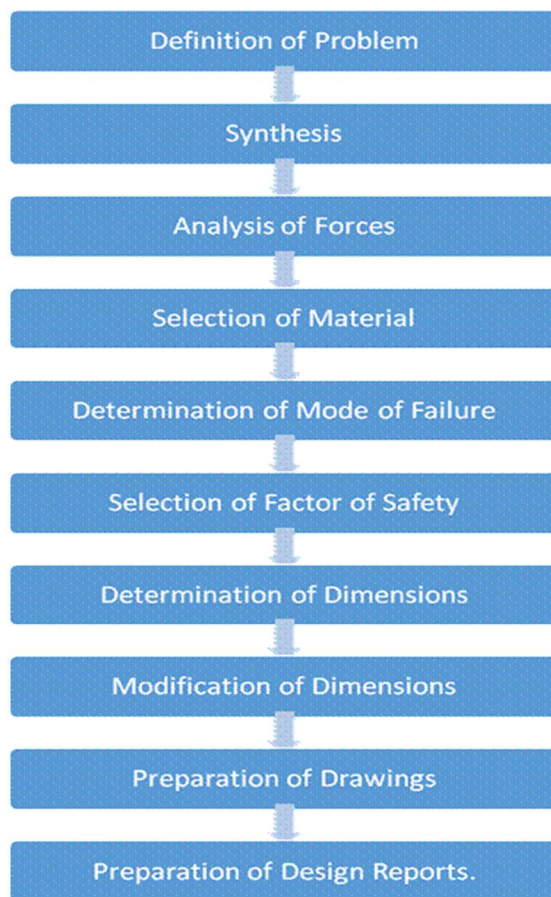 Definition of Problem
Synthesis
Analysis of Forces
Selection of Material
Determination of Mode of Failure
Selection of Factor of Safety
Determination of Dimensions
Modification of Dimensions
Preparation of Drawings
Preparation of Design Reports.